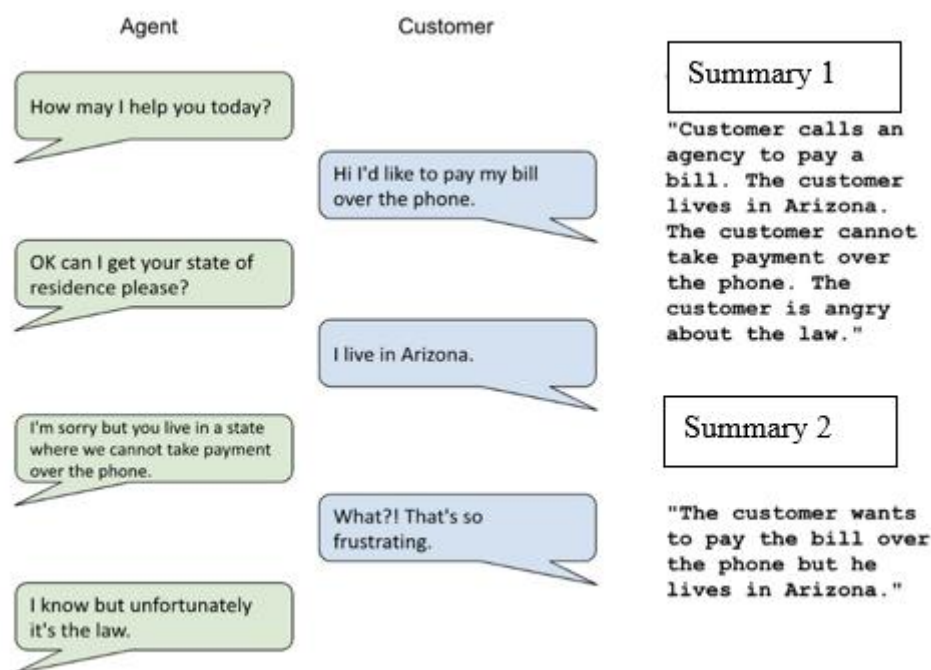 Agent
Customer
How may I help you today?
Hi I'd like to pay my bill
over the phone.
OK can I get your state of
residence please?
I live in Arizona.
I'm sorry but you live in a state
where we cannot take payment
over the phone.
What?! That's so
frustrating.
I know but unfortunately
it's the law.
Summary 1
"Customer calls an
agency to pay a
bill. The customer
lives in Arizona.
The customer cannot
take payment over
the phone. The
customer is angry
about the law."
Summary 2
"The customer wants
to pay the bill over
the phone but he
lives in Arizona."